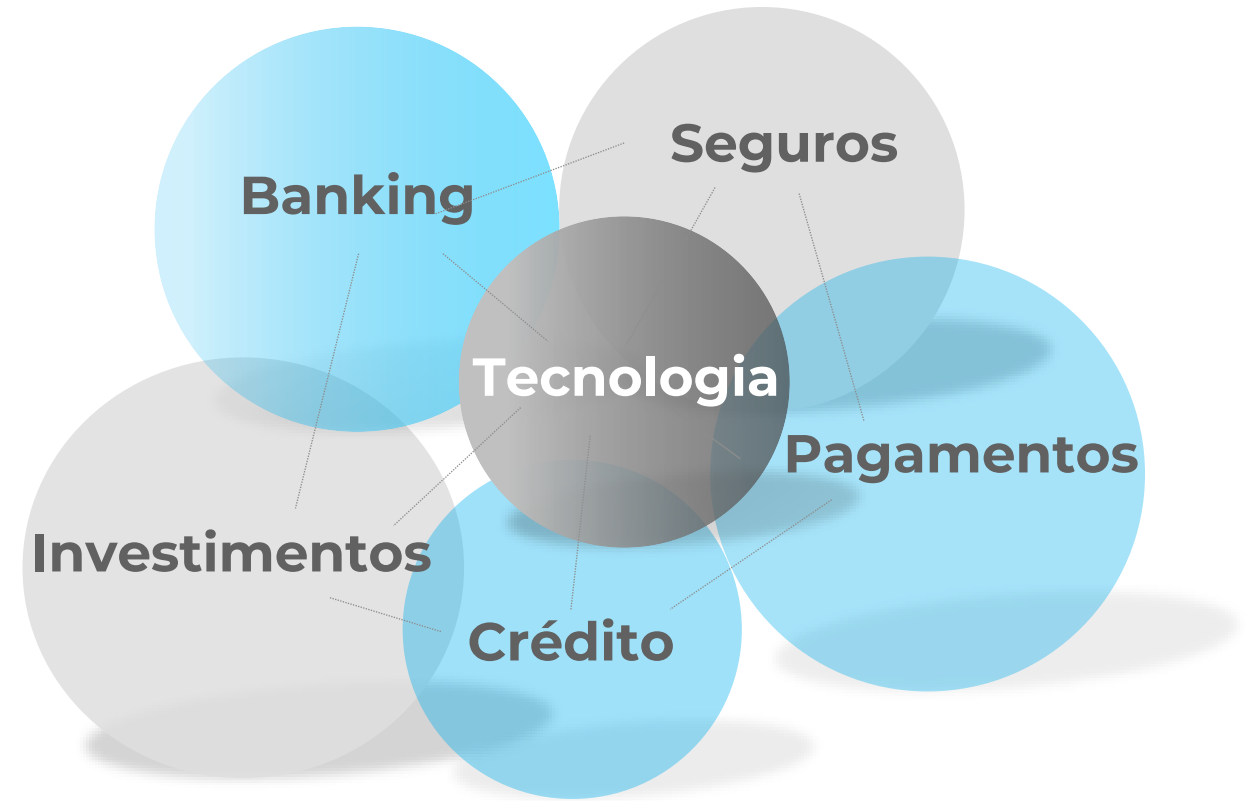 Seguros
Banking
Tecnologia
Pagamentos
Investimentos
Crédito